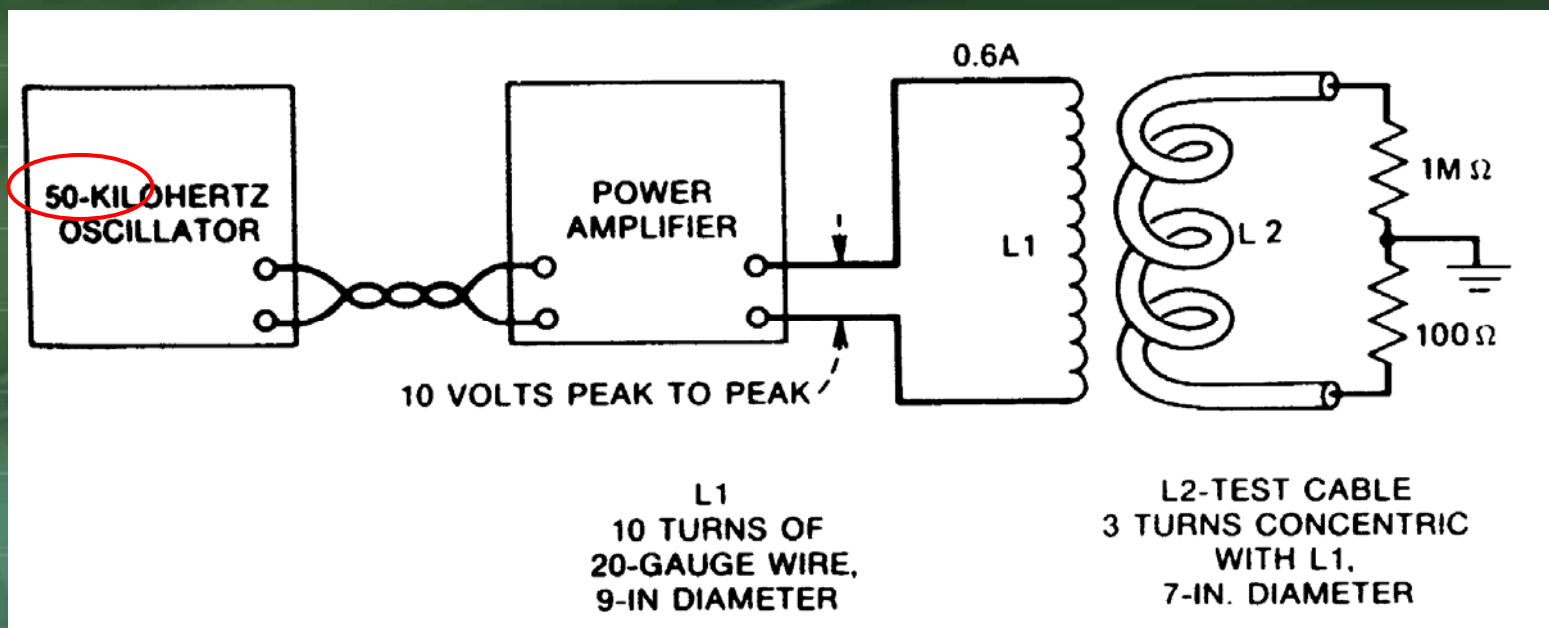 0.6A
50-KILOHERTZ
OSCILLATOR
POWER
AMPLIFIER
1M Ω
L1
L 2
100 Ω
10 VOLTS PEAK TO PEAK
L1
10 TURNS OF
20-GAUGE WIRE,
9-IN DIAMETER
L2-TEST CABLE
3 TURNS CONCENTRIC
WITH L1,
7-IN. DIAMETER